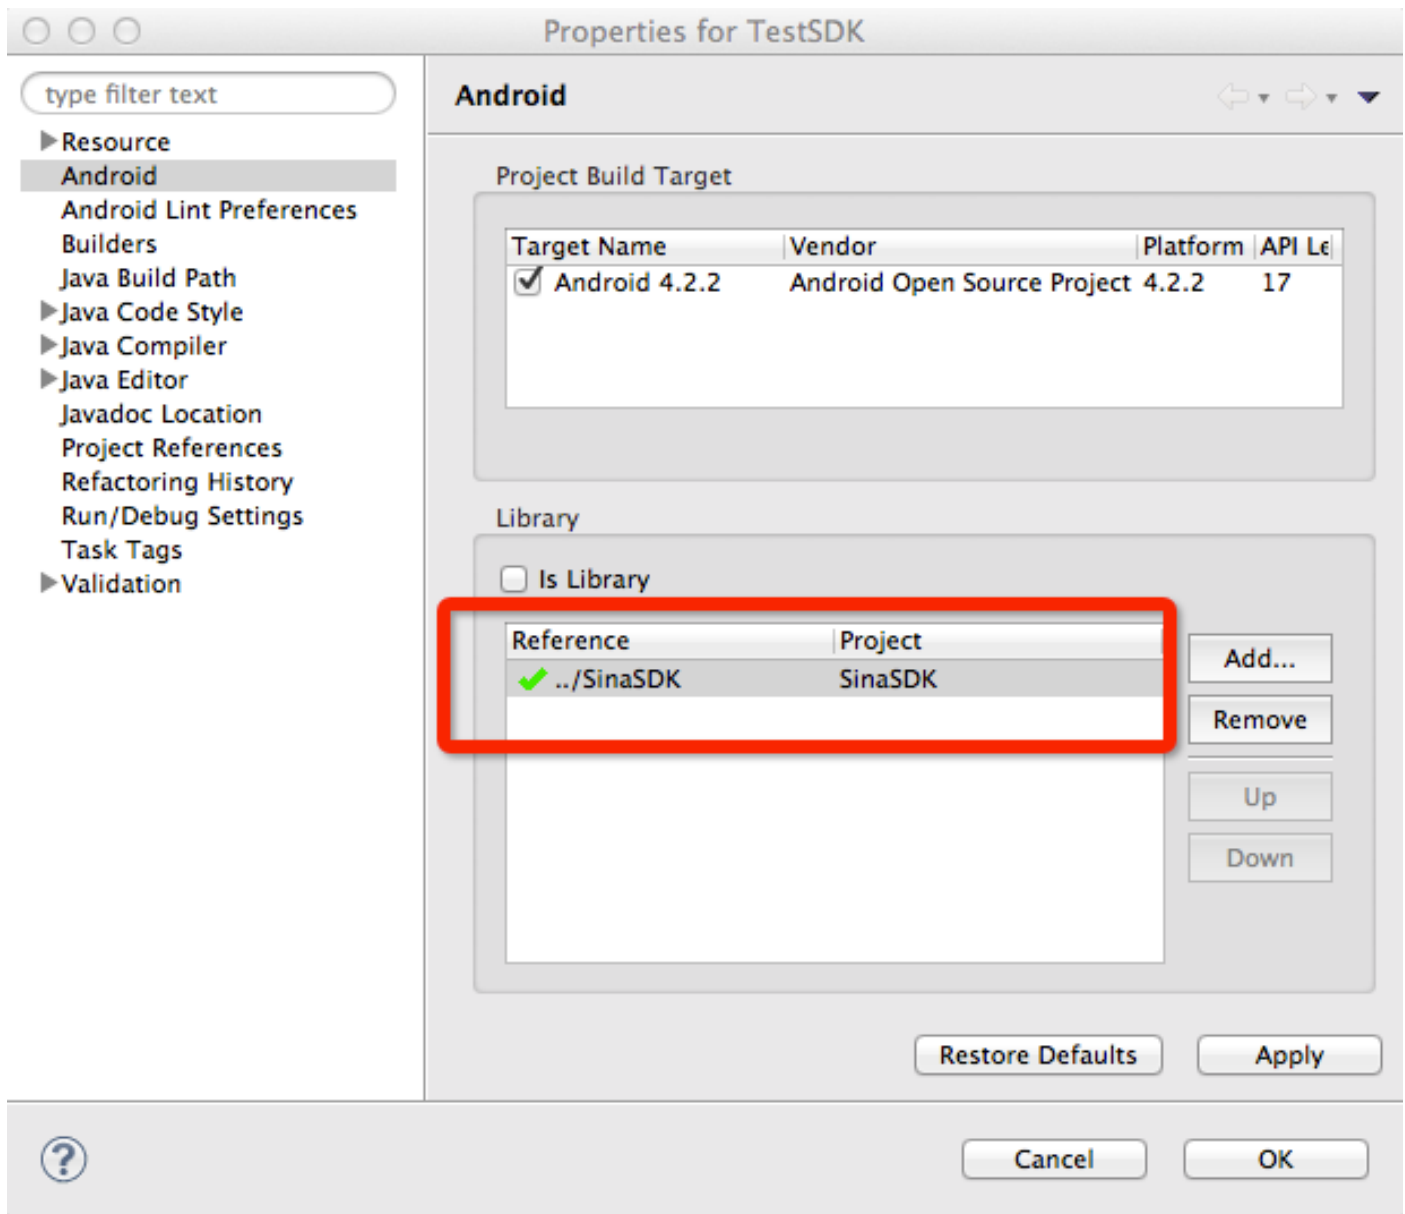 Properties for TestSDK
type filter text
Resource
Android
Android Lint Preferences
Builders
Java Build Path
Java Code Style
Java Compiler
Java Editor
Javadoc Location
Project References
Refactoring History
Run/Debug Settings
Task Tags
Validation
Android
Project Build Target
Target Name Vendor Platform API Le
Android 4.2.2 Android Open Source Project 4.2.2 17
Library
Is Library
Reference Project
../SinaSDK SinaSDK
Add...
Remove
Up
Down
Restore Defaults Apply
? Cancel OK